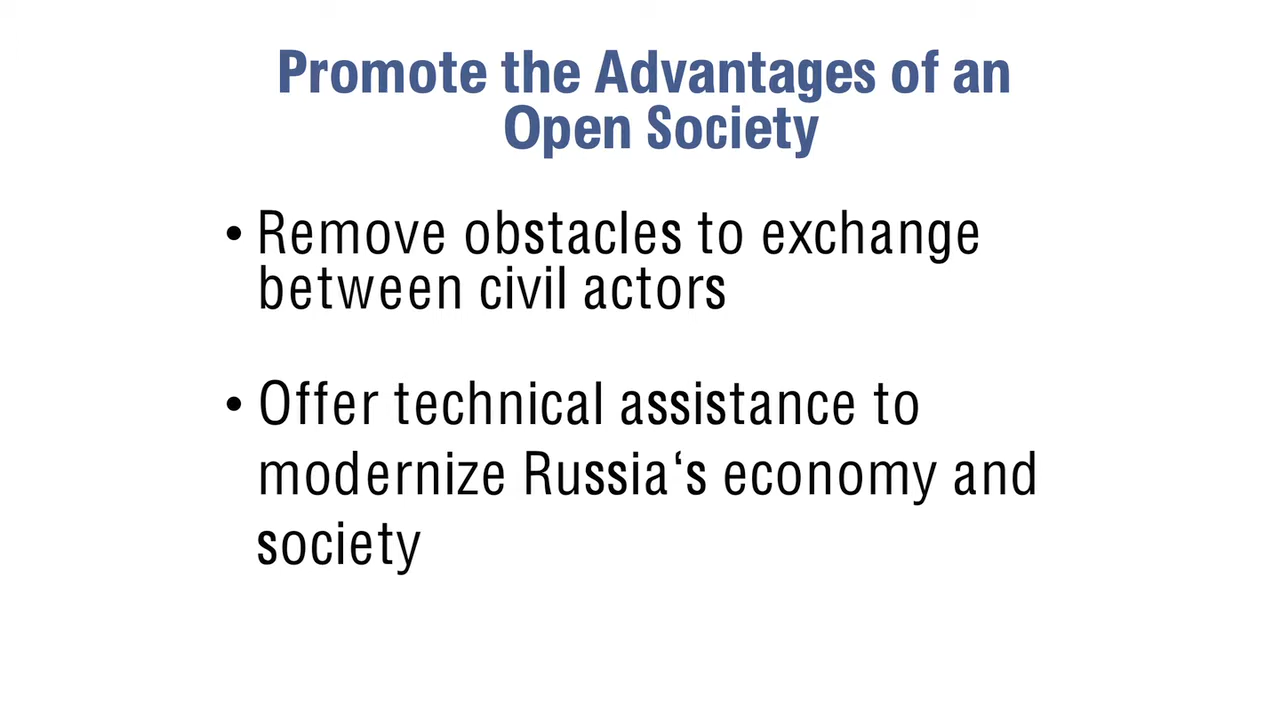 Promote the Advantages of an
Open Society
• Remove obstacles to exchange
between civil actors
• Offer technical assistance to
modernize Russia‘s economy and
society